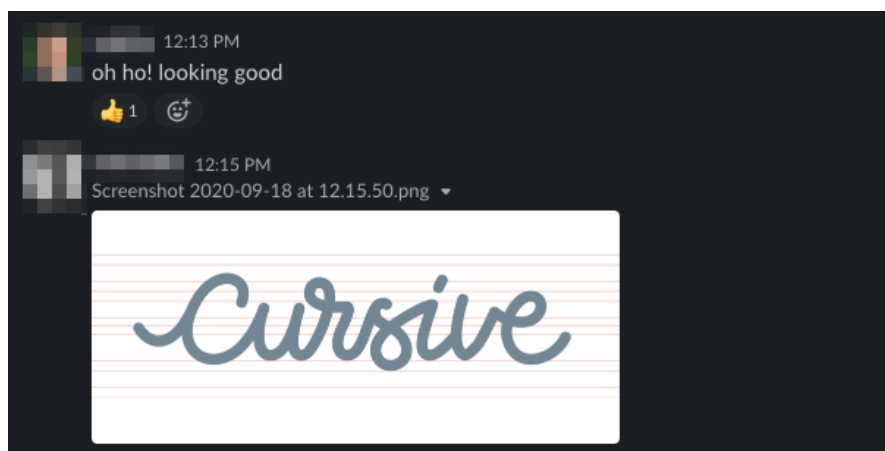 12:13 PM
oh ho! looking good
👍 1
12:15 PM
Screenshot 2020-09-18 at 12.15.50.png
Cursive